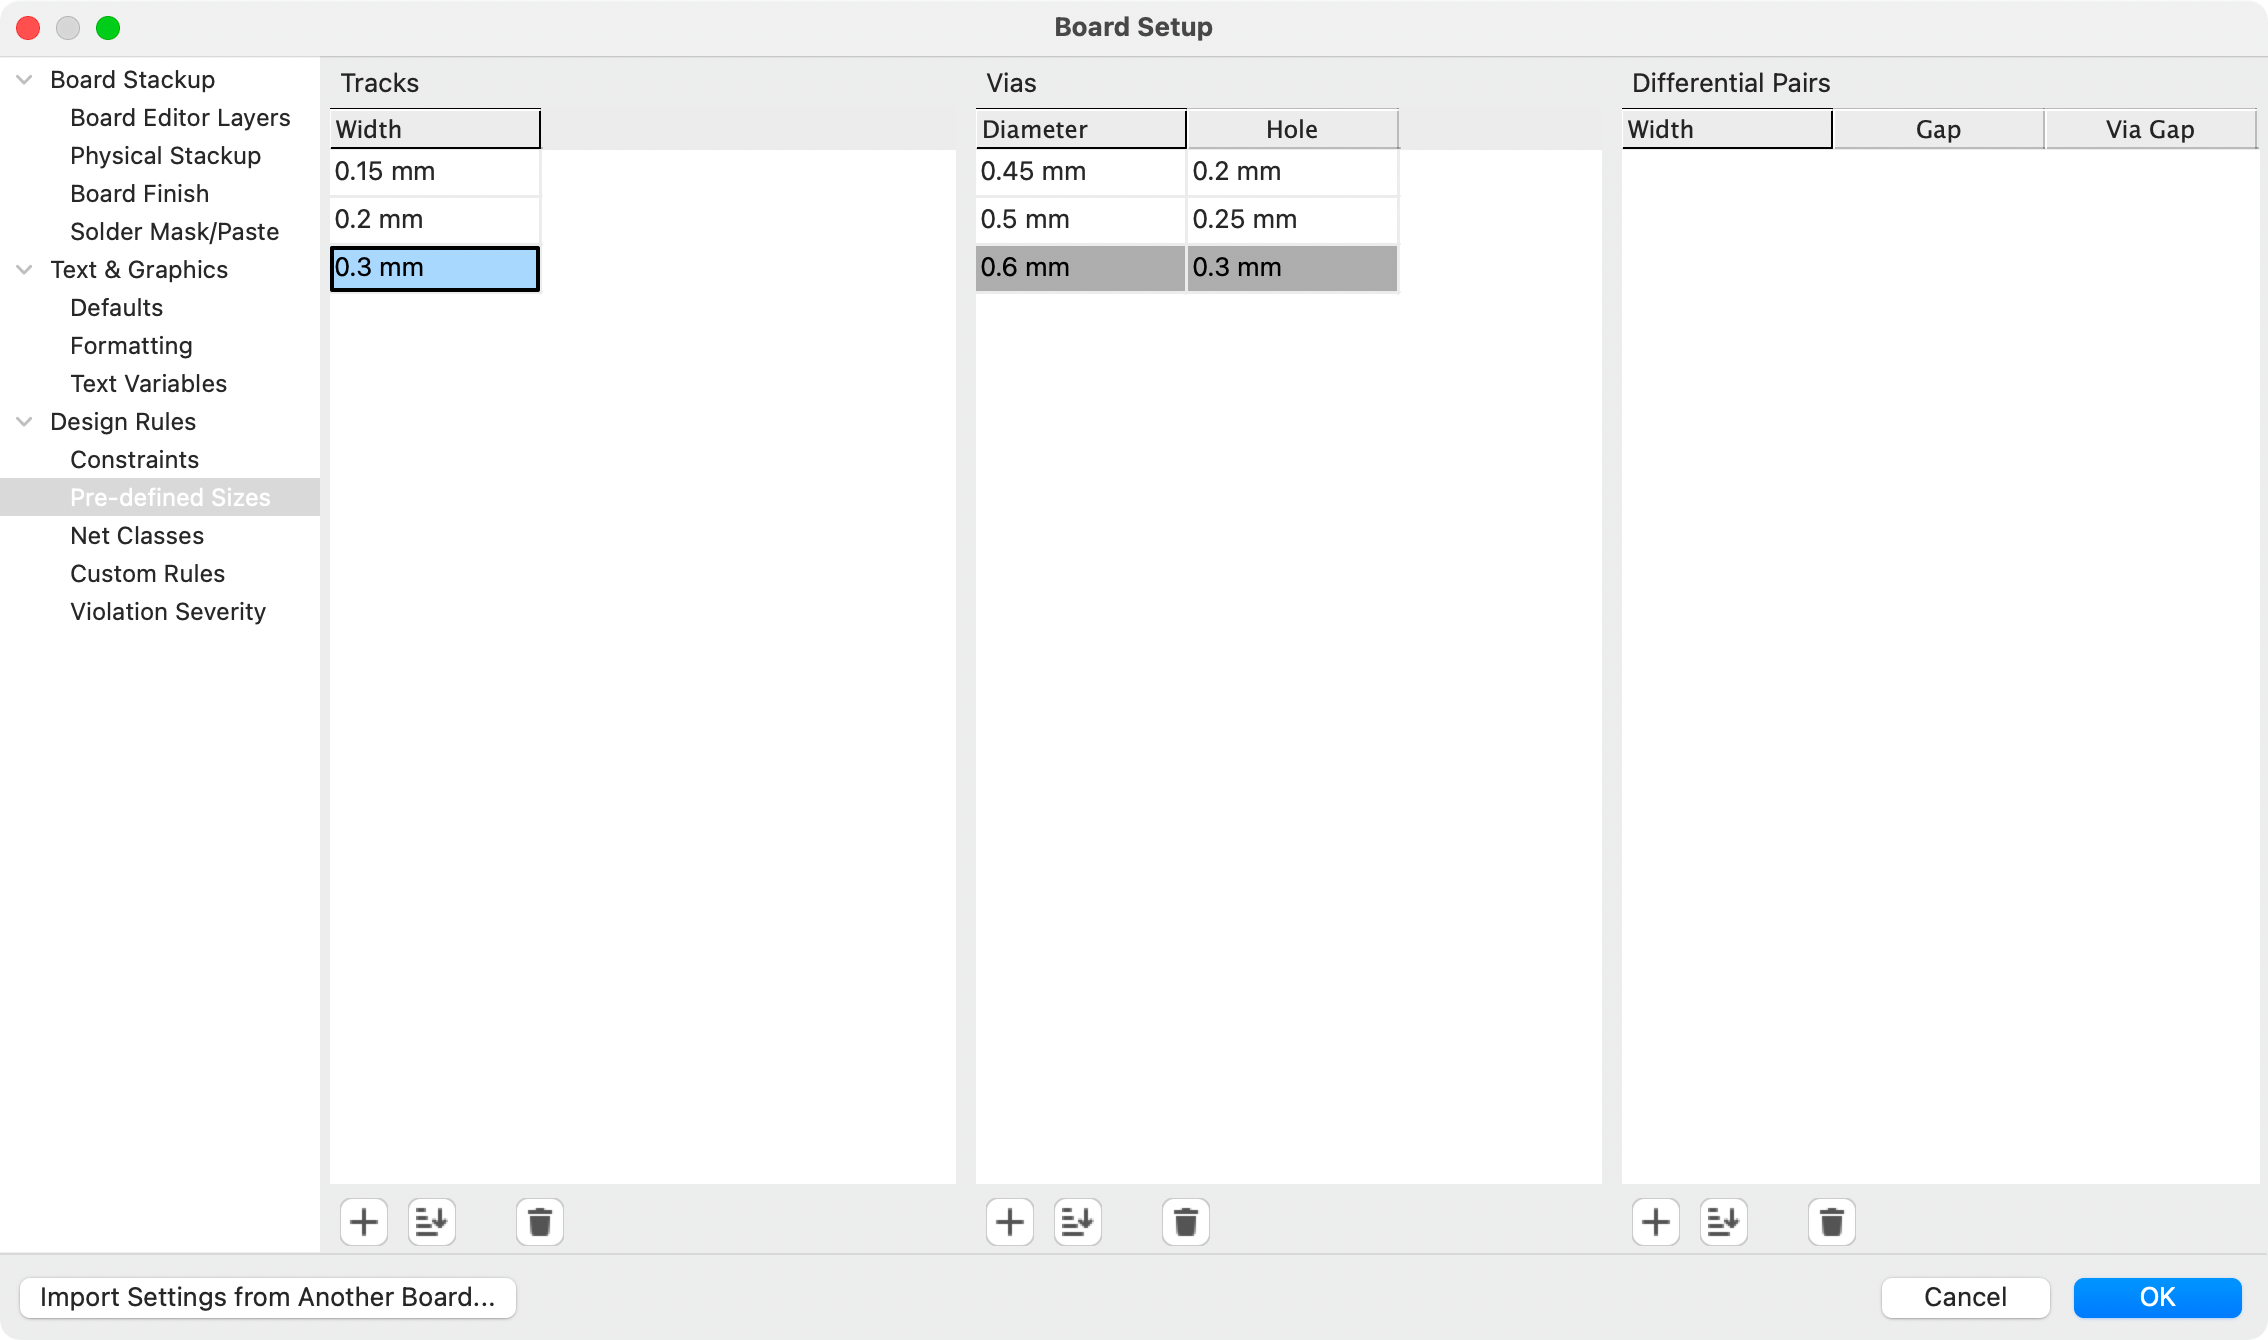 Board Setup
Board Stackup
Board Editor Layers
Physical Stackup
Board Finish
Solder Mask/Paste
Text & Graphics
Defaults
Formatting
Text Variables
Design Rules
Constraints
Pre-defined Sizes
Net Classes
Custom Rules
Violation Severity
Tracks
Width
0.15 mm
0.2 mm
0.3 mm
Vias
Diameter Hole
0.45 mm 0.2 mm
0.5 mm 0.25 mm
0.6 mm 0.3 mm
Differential Pairs
Width Gap Via Gap
Import Settings from Another Board...
Cancel
OK